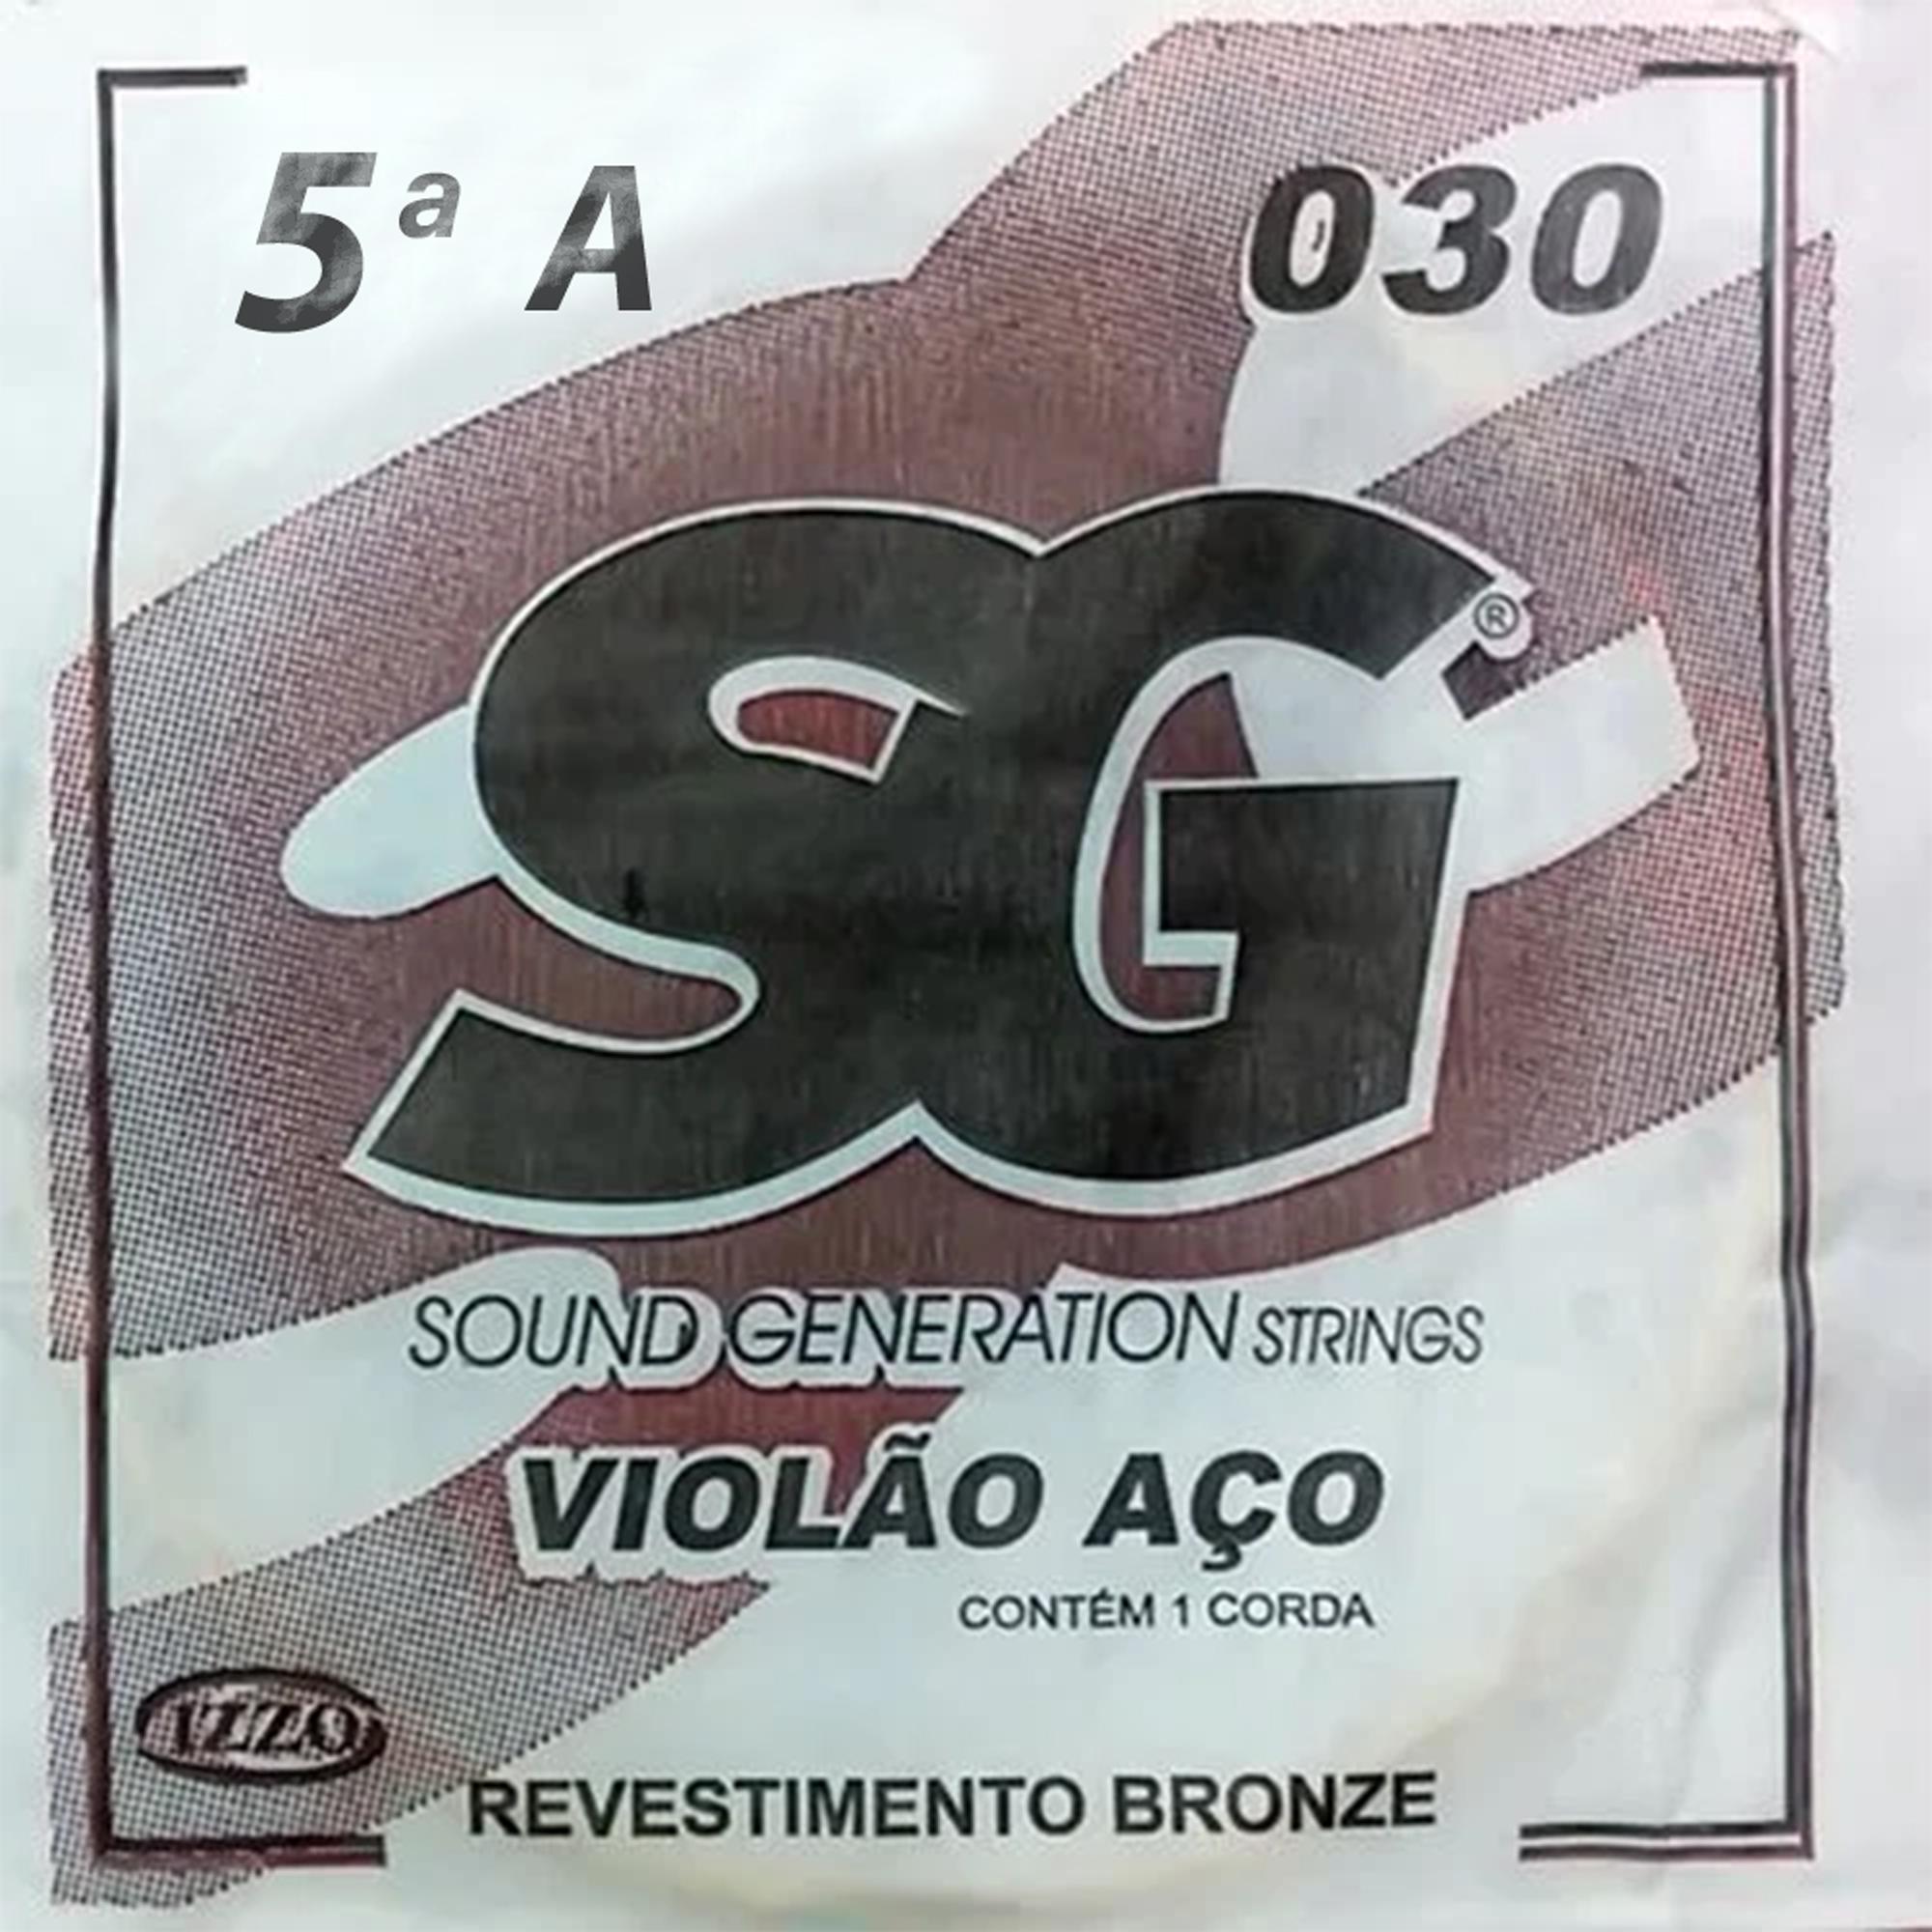 5ª A
030
SG®
SOUND GENERATION STRINGS
VIOLÃO AÇO
CONTÉM 1 CORDA
IZZO
REVESTIMENTO BRONZE